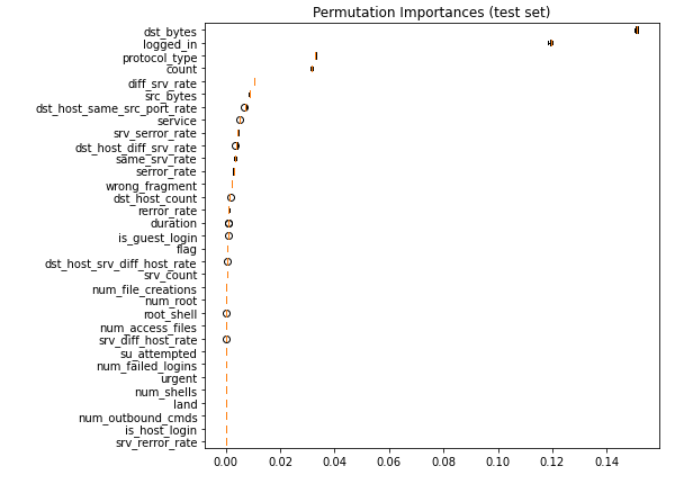 Permutation Importances (test set)
dst_bytes
logged_in
protocol_type
count
diff_srv_rate
src_bytes
dst_host_same_src_port_rate
service
srv_serror_rate
dst_host_diff_srv_rate
same_srv_rate
serror_rate
wrong_fragment
dst_host_count
rerror_rate
duration
is_guest_login
flag
dst_host_srv_diff_host_rate
srv_count
num_file_creations
num_root
root_shell
num_access_files
srv_diff_host_rate
su_attempted
num_failed_logins
urgent
num_shells
land
num_outbound_cmds
is_host_login
srv_rerror_rate
0.00 0.02 0.04 0.06 0.08 0.10 0.12 0.14